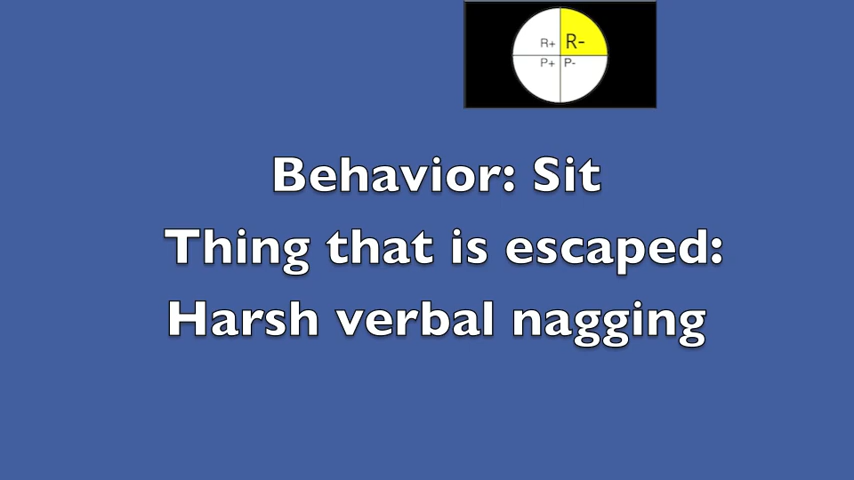 R+ R-
P+ P-
Behavior: Sit
Thing that is escaped:
Harsh verbal nagging